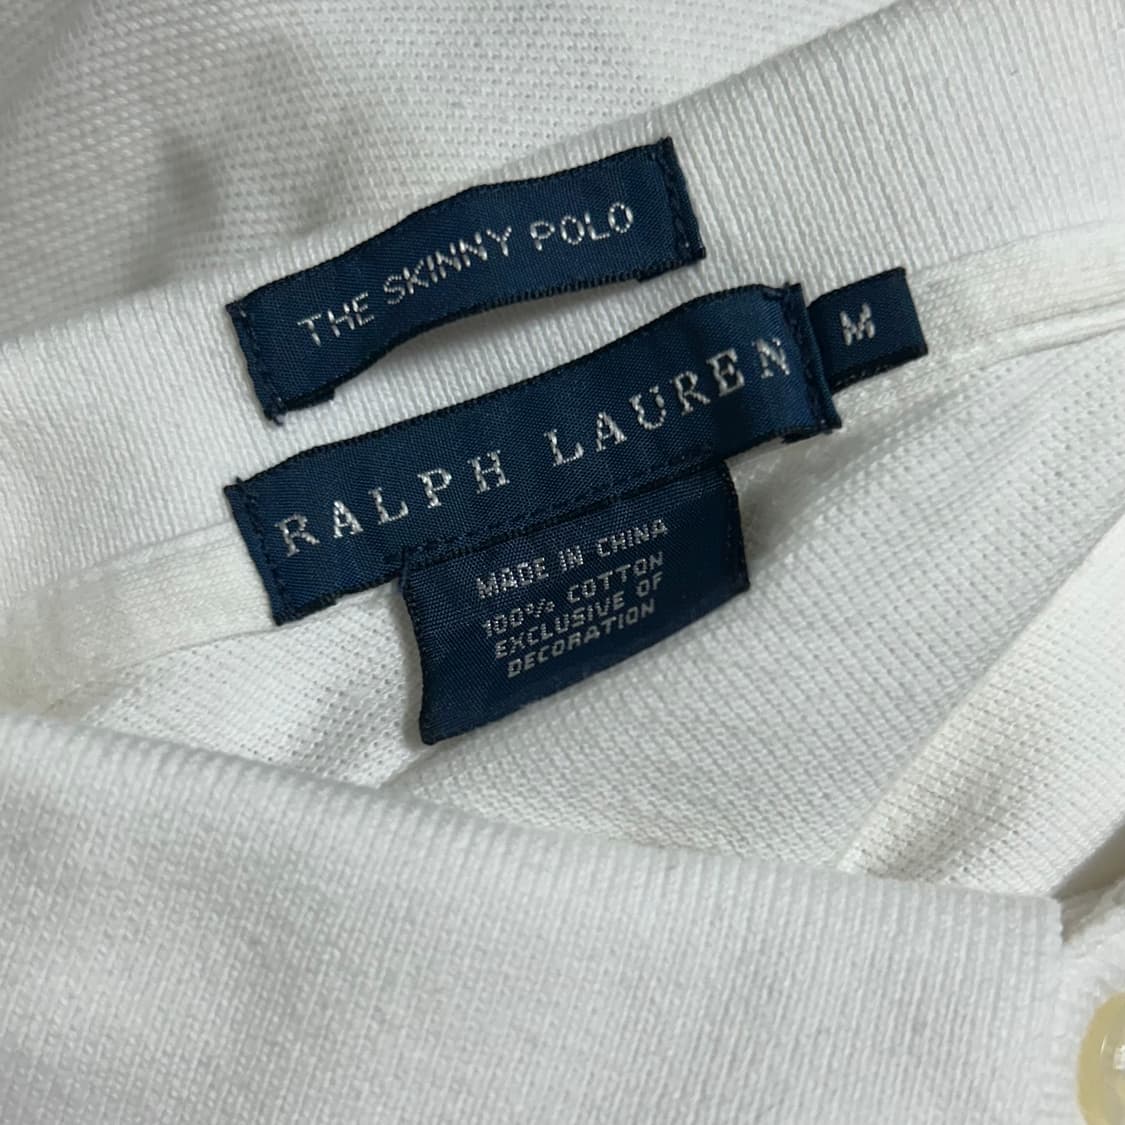 THE SKINNY POLO
RALPH LAUREN
M
MADE IN CHINA
100% COTTON
EXCLUSIVE OF
DECORATION